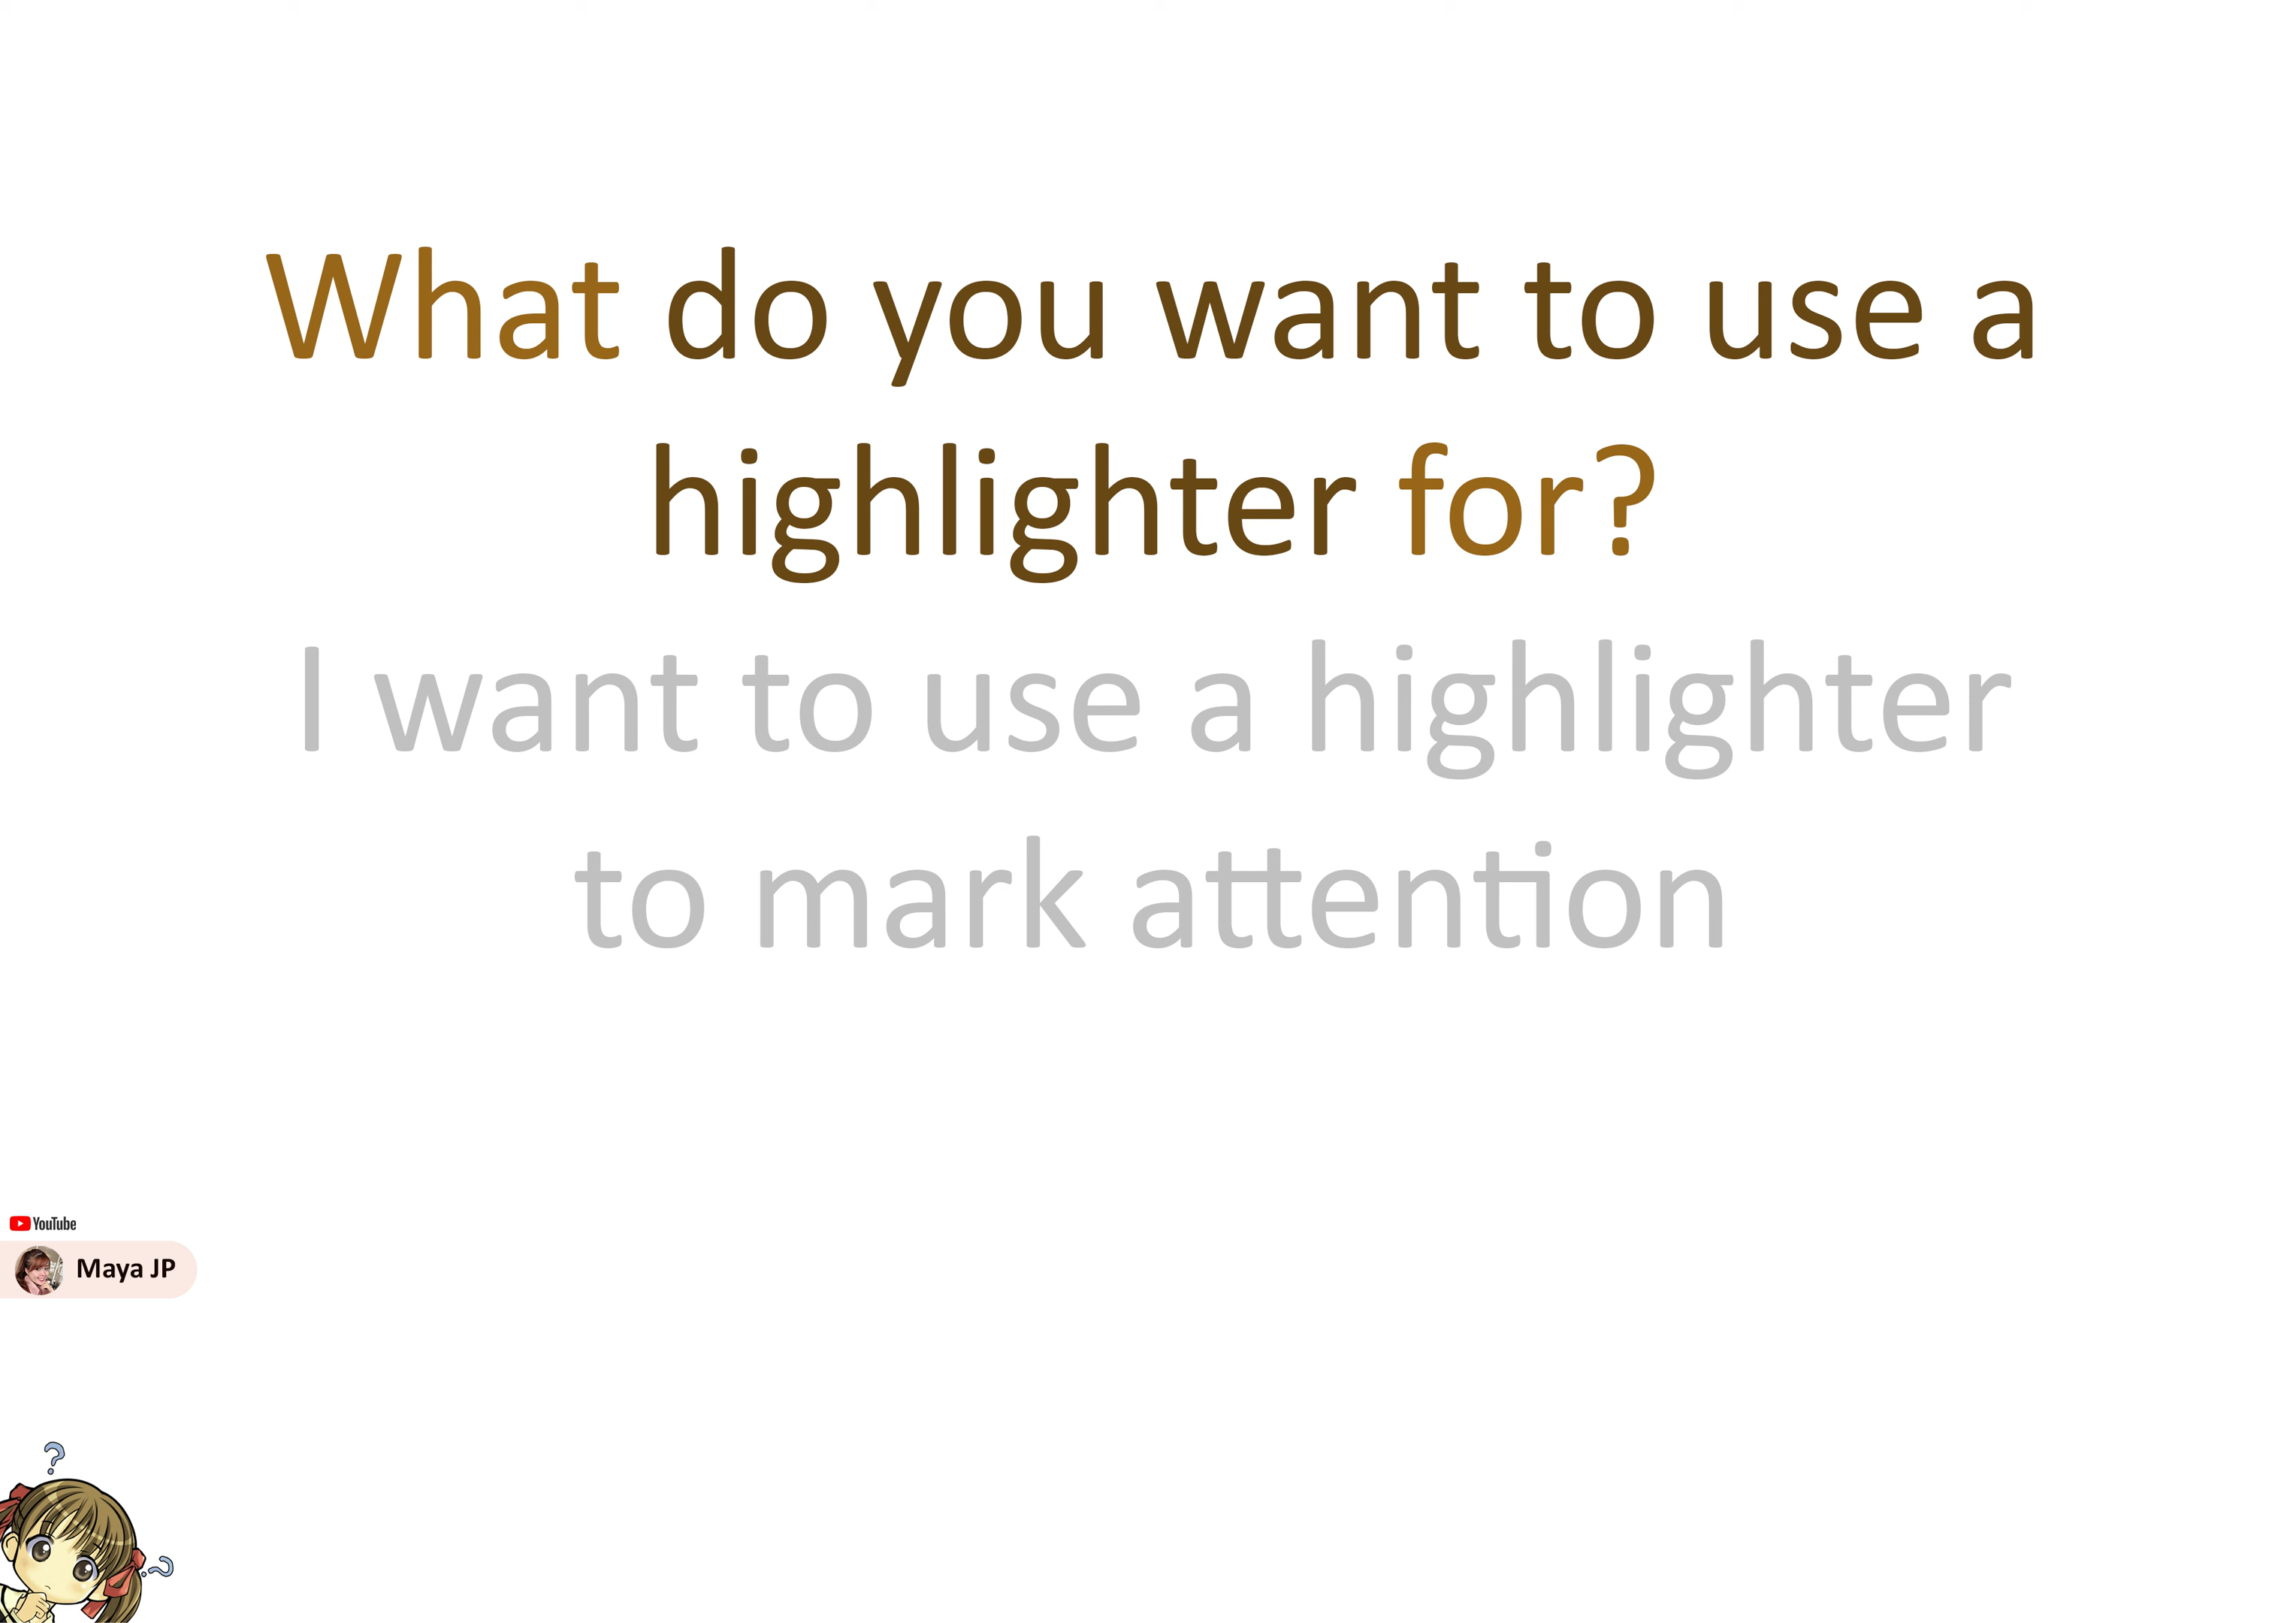 What do you want to use a
highlighter for?
I want to use a highlighter
to mark attention
YouTube
Maya JP
?
?